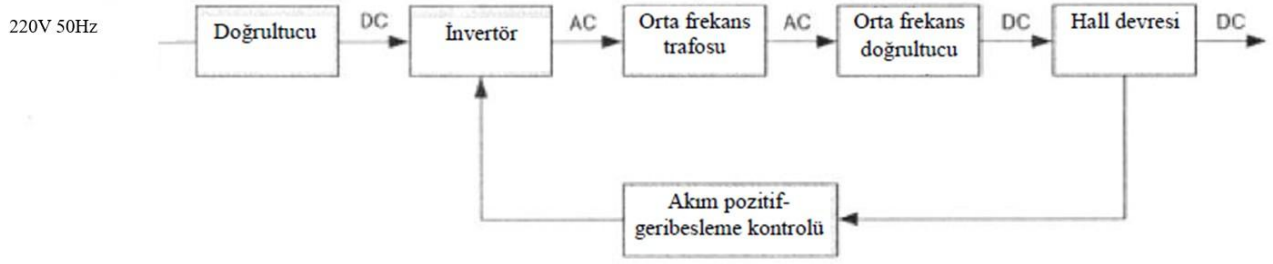 220V 50Hz
Doğrultucu
DC
İnvertör
AC
Orta frekans
trafosu
AC
Orta frekans
doğrultucu
DC
Hall devresi
DC
Akım pozitif-
geribesleme kontrolü